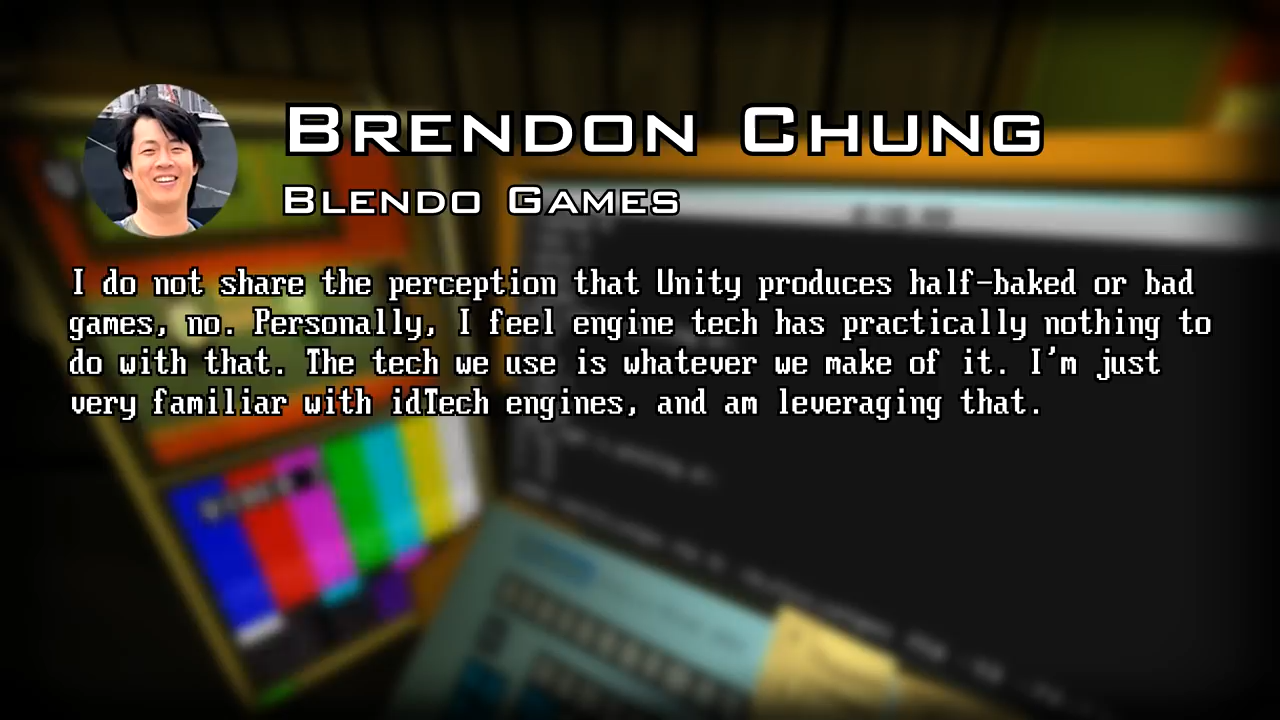 Brendon Chung
Blendo Games
I do not share the perception that Unity produces half-baked or bad
games, no. Personally, I feel engine tech has practically nothing to
do with that. The tech we use is whatever we make of it. I'm just
very familiar with idTech engines, and am leveraging that.